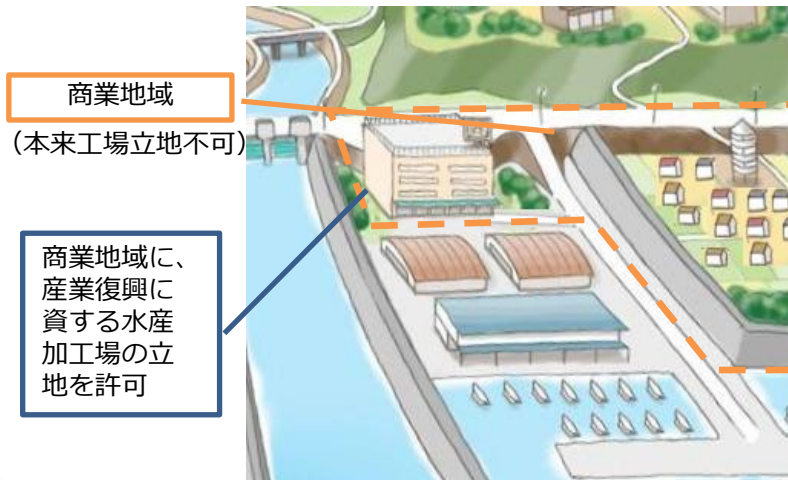 商業地域
(本来工場立地不可)
商業地域に、
産業復興に
資する水産
加工場の立
地を許可